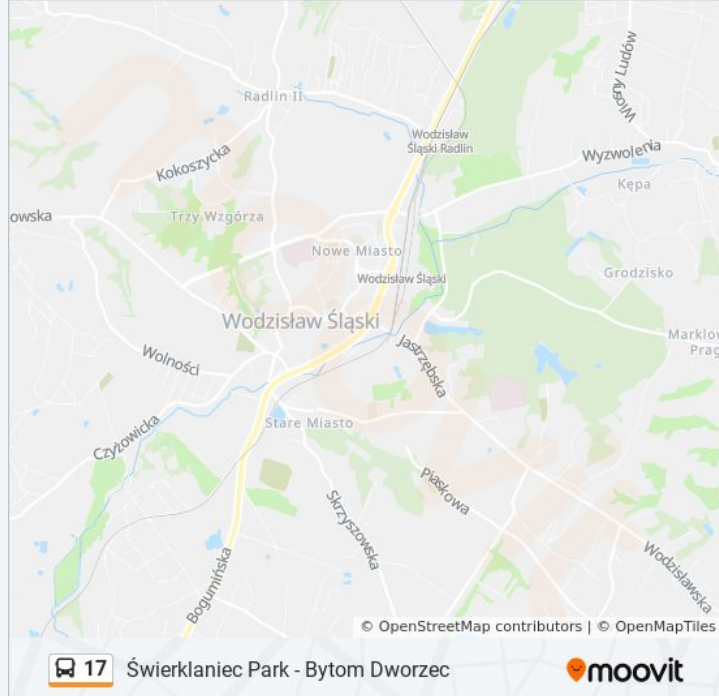 Wiosny Ludów
Radlin II
Wodzisław
Śląski Radlin
Wyzwolenia
Kokoszycka
Kępa
owska
Trzy Wzgórza
Nowe Miasto
Grodzisko
Wodzisław Śląski
Wodzisław Śląski
Marklow
Prag
Jastrzębska
Wolności
Stare Miasto
Czyżowicka
Piaskowa
Skrzyszowska
Wodzisławska
Bogumińska
© OpenStreetMap contributors | © OpenMapTiles
17 Świerklaniec Park - Bytom Dworzec
moovit